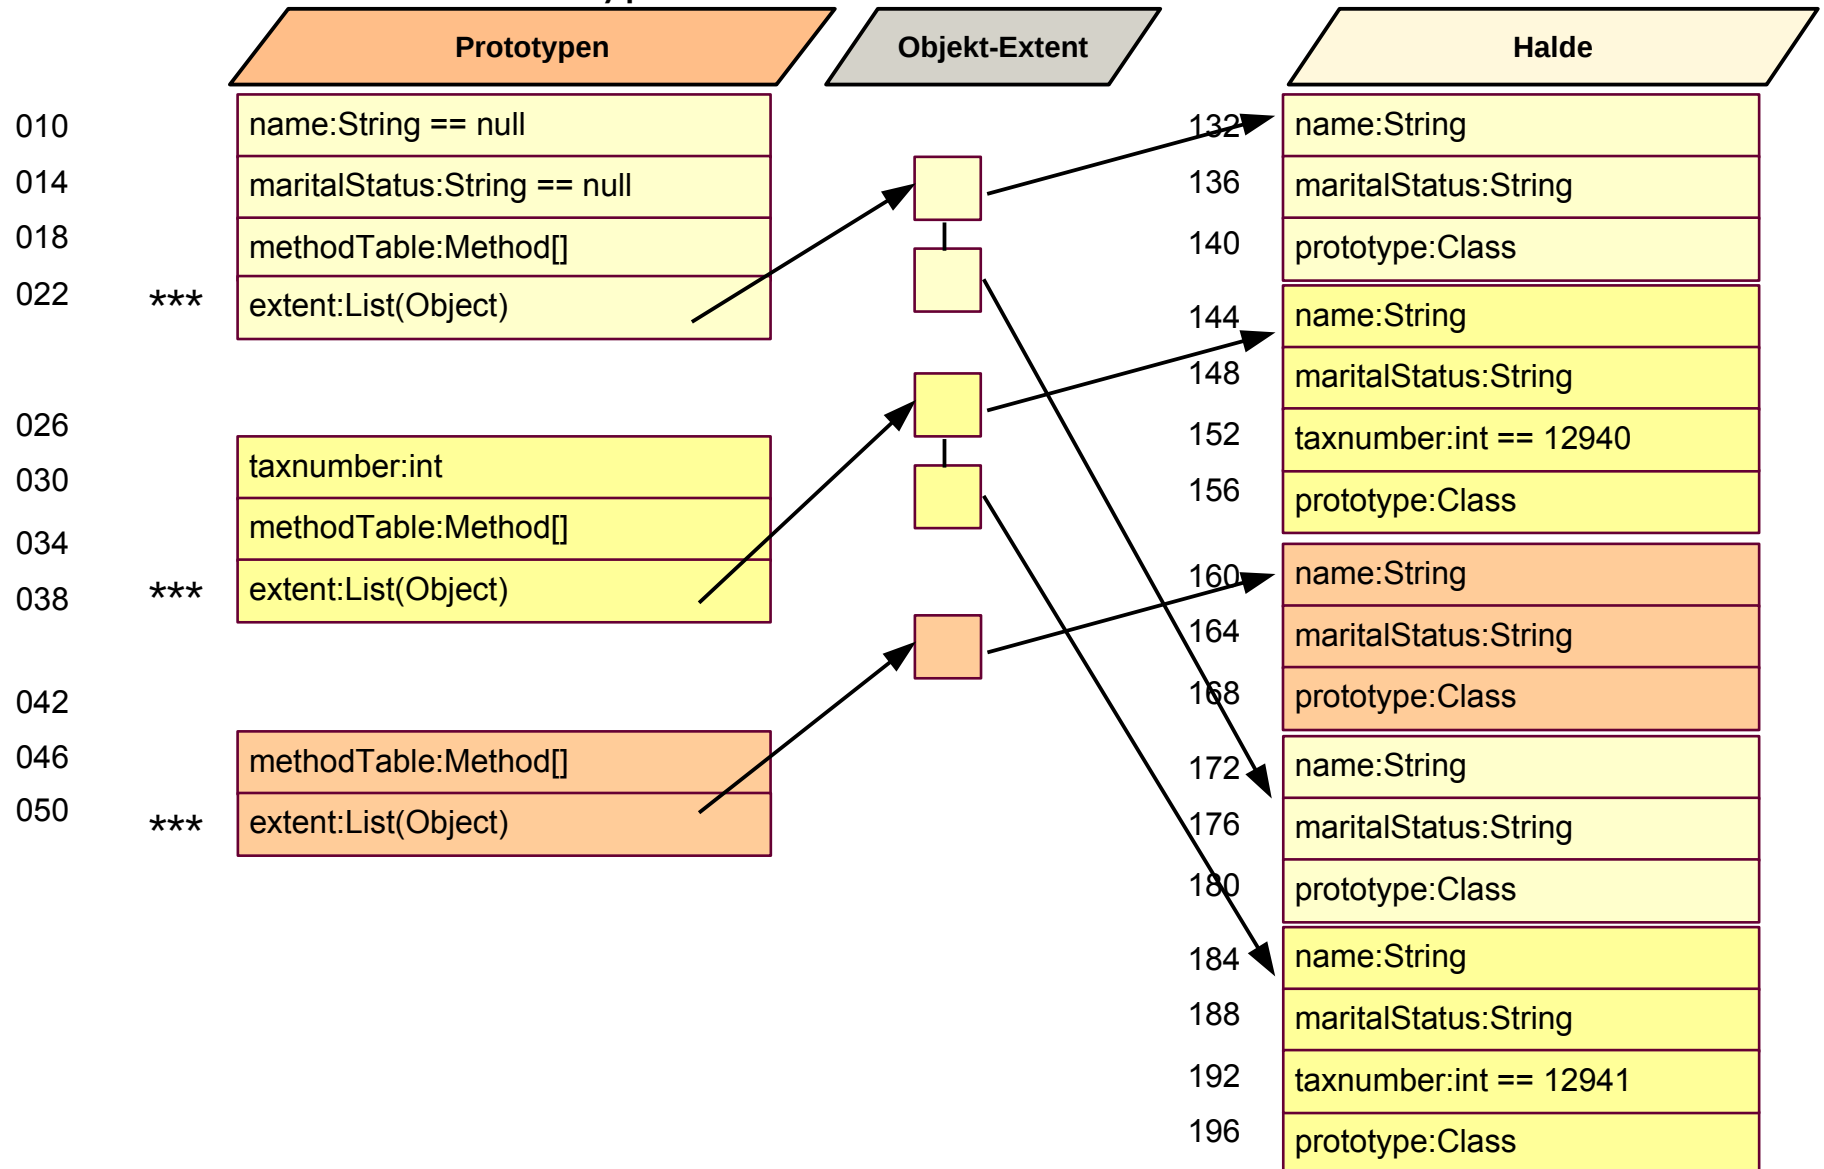 Prototypen Objekt-Extent Halde
010 name:String == null 132 name:String
014 maritalStatus:String == null 136 maritalStatus:String
018 methodTable:Method[] 140 prototype:Class
022 *** extent:List(Object) 144 name:String
148 maritalStatus:String
026 152 taxnumber:int == 12940
030 taxnumber:int 156 prototype:Class
034 methodTable:Method[]
038 *** extent:List(Object) 160 name:String
164 maritalStatus:String
042 168 prototype:Class
046 methodTable:Method[] 172 name:String
050 *** extent:List(Object) 176 maritalStatus:String
180 prototype:Class
184 name:String
188 maritalStatus:String
192 taxnumber:int == 12941
196 prototype:Class